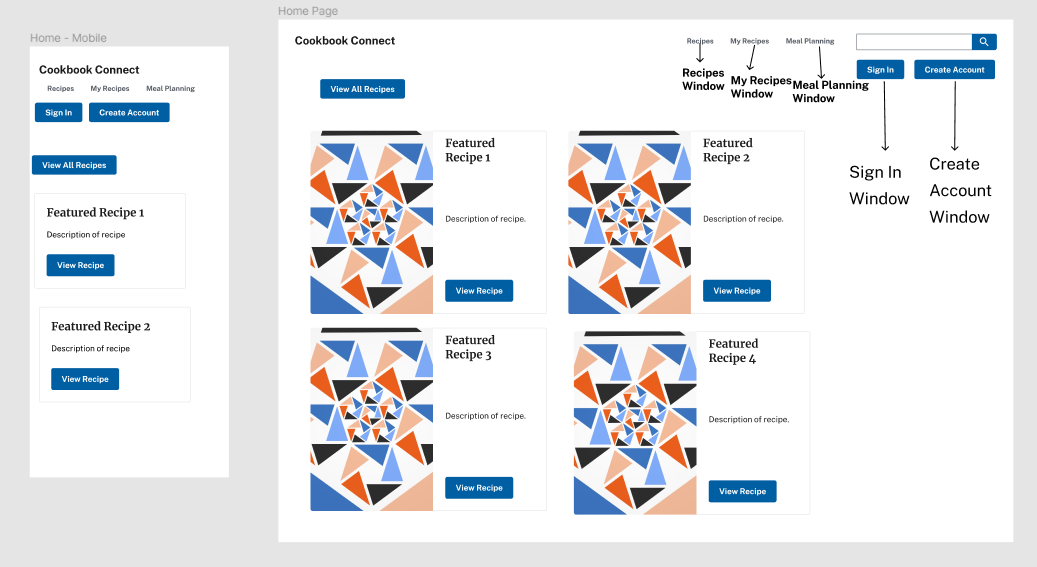 Home - Mobile
Cookbook Connect
Recipes My Recipes Meal Planning
Sign In Create Account
View All Recipes
Featured Recipe 1
Description of recipe
View Recipe
Featured Recipe 2
Description of recipe
View Recipe
Home Page
Cookbook Connect
Recipes My Recipes Meal Planning
Sign In Create Account
Recipes
Window
My Recipes
Window
Meal Planning
Window
Sign In
Window
Create
Account
Window
View All Recipes
Featured
Recipe 1
Description of recipe.
View Recipe
Featured
Recipe 2
Description of recipe.
View Recipe
Featured
Recipe 3
Description of recipe.
View Recipe
Featured
Recipe 4
Description of recipe.
View Recipe